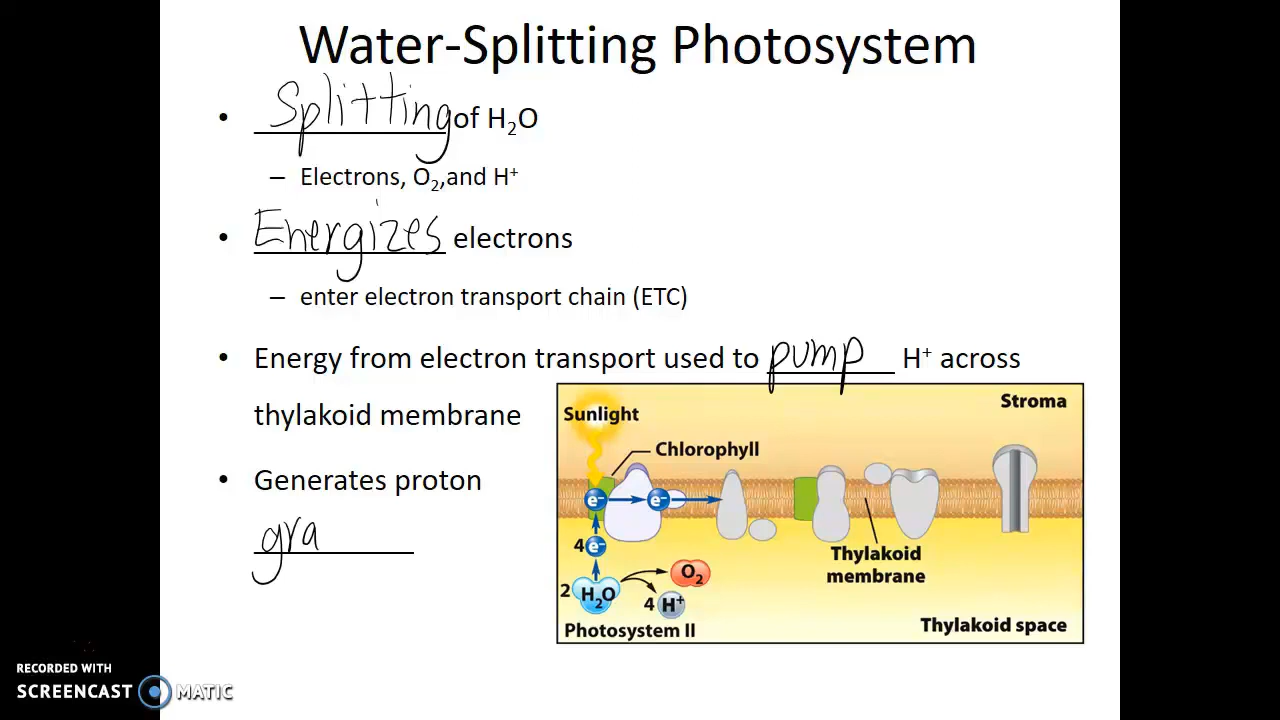 Water-Splitting Photosystem
• Splitting of H₂O
– Electrons, O₂,and H⁺
• Energizes electrons
– enter electron transport chain (ETC)
• Energy from electron transport used to pump H⁺ across
thylakoid membrane
• Generates proton
gra
Sunlight
Stroma
Chlorophyll
e⁻ e⁻
4 e⁻
Thylakoid
membrane
O₂
2 H₂O
4 H⁺
Photosystem II
Thylakoid space
RECORDED WITH
SCREENCAST MATIC